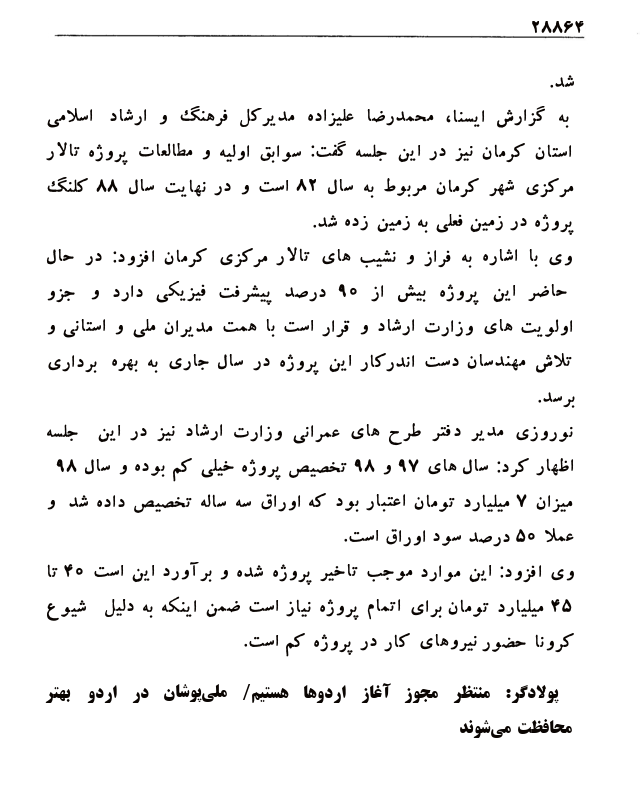 ۲۸۸۶۴
شد.
به گزارش ایسنا، محمدرضا علیزاده مدیرکل فرهنگ و ارشاد اسلامی
استان کرمان نیز در این جلسه گفت: سوابق اولیه و مطالعات پروژه تالار
مرکزی شهر کرمان مربوط به سال ۸۲ است و در نهایت سال ۸۸ کلنگ
پروژه در زمین فعلی به زمین زده شد.
وی با اشاره به فراز و نشیب های تالار مرکزی کرمان افزود: در حال
حاضر این پروژه بیش از ۹۰ درصد پیشرفت فیزیکی دارد و جزو
اولویت های وزارت ارشاد و قرار است با همت مدیران ملی و استانی و
تلاش مهندسان دست اندرکار این پروژه در سال جاری به بهره برداری
برسد.
نوروزی مدیر دفتر طرح های عمرانی وزارت ارشاد نیز در این جلسه
اظهار کرد: سال های ۹۷ و ۹۸ تخصیص پروژه خیلی کم بوده و سال ۹۸
میزان ۷ میلیارد تومان اعتبار بود که اوراق سه ساله تخصیص داده شد و
عملا ۵۰ درصد سود اوراق است.
وی افزود: این موارد موجب تاخیر پروژه شده و برآورد این است ۴۰ تا
۴۵ میلیارد تومان برای اتمام پروژه نیاز است ضمن اینکه به دلیل شیوع
کرونا حضور نیروهای کار در پروژه کم است.
پولادگر: منتظر مجوز آغاز اردوها هستیم/ ملی‌پوشان در اردو بهتر
محافظت می‌شوند